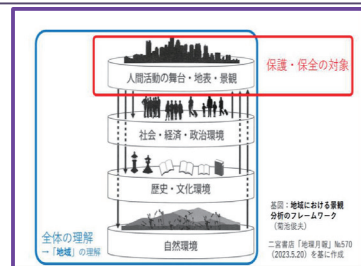 人間活動の舞台・地表・景観
保護・保全の対象
社会・経済・政治環境
歴史・文化環境
自然環境
全体の理解
→「地域」の理解
基図:地域における景観
分析のフレームワーク
(菊池俊夫)
二宮書店「地理月報」№570
(2023.5.20)を基に作成